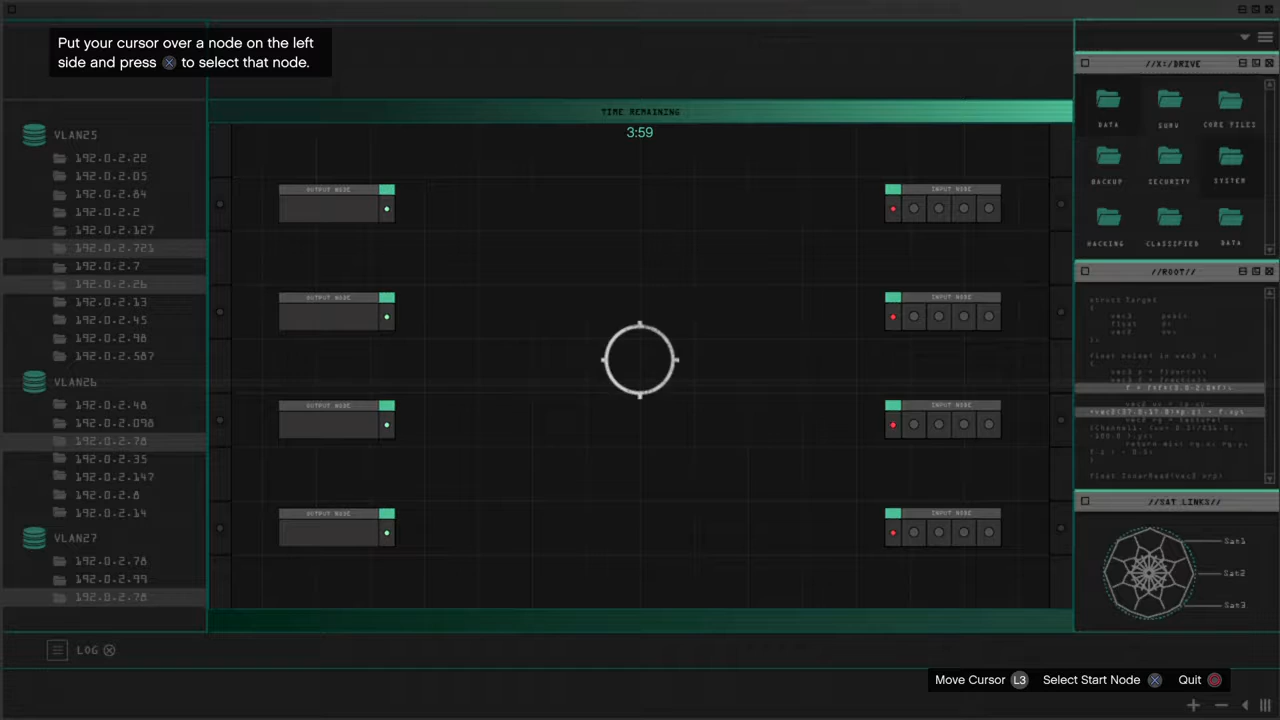 Put your cursor over a node on the left
side and press ⓧ to select that node.
TIME REMAINING
3:59
VLAN25
192.0.2.22
192.0.2.05
192.0.2.84
192.0.2.2
192.0.2.127
192.0.2.721
192.0.2.7
192.0.2.26
192.0.2.13
192.0.2.45
192.0.2.98
192.0.2.587
VLAN26
192.0.2.48
192.0.2.098
192.0.2.78
192.0.2.35
192.0.2.147
192.0.2.8
192.0.2.14
VLAN27
192.0.2.78
192.0.2.99
192.0.2.78
OUTPUT NODE
INPUT NODE
OUTPUT NODE
INPUT NODE
OUTPUT NODE
INPUT NODE
OUTPUT NODE
INPUT NODE
//X:/DRIVE
DATA
CORE FILES
BACKUP
SECURITY
SYSTEM
HACKING
CLASSIFIED
DATA
//ROOT//
struct Target
{
//SAT LINKS//
Sat1
Sat2
Sat3
LOG
Move Cursor L3 Select Start Node Quit